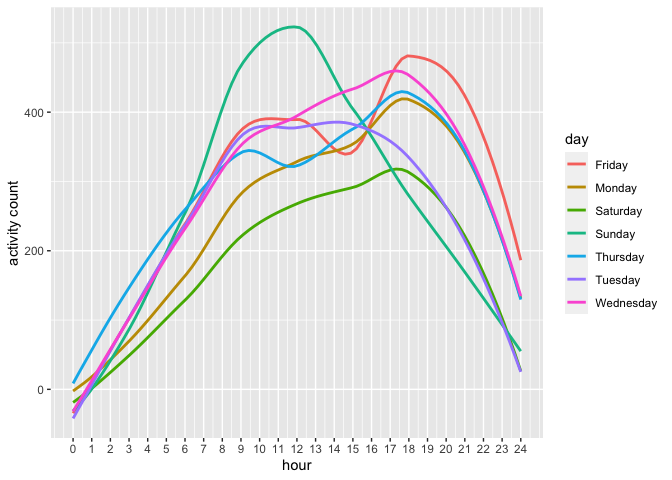 400
200
0
activity count
0 1 2 3 4 5 6 7 8 9 10 11 12 13 14 15 16 17 18 19 20 21 22 23 24
hour
day
Friday
Monday
Saturday
Sunday
Thursday
Tuesday
Wednesday